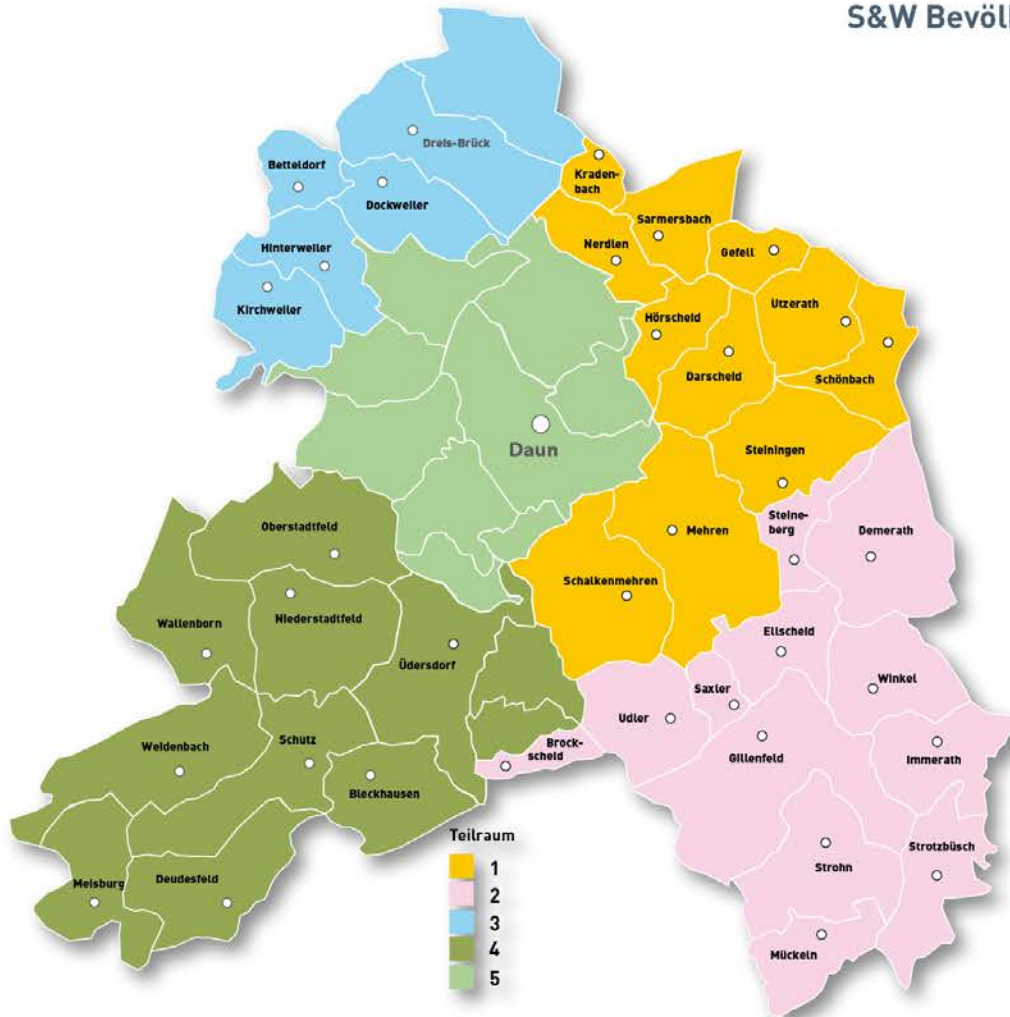 S&W Bevöl
Dreis-Brück
Betteldorf
Dockweiler
Kraden-
bach
Sarmersbach
Nerdlen
Gefell
Hinterweiler
Kirchweiler
Utzerath
Hörscheid
Darscheid
Schönbach
Daun
Steiningen
Oberstadtfeld
Mehren
Steine-
berg
Demerath
Schalkenmehren
Niederstadtfeld
Wallenborn
Üdersdorf
Ellscheid
Winkel
Saxler
Udler
Weidenbach
Schutz
Brock-
scheid
Gillenfeld
Immerath
Bleckhausen
Teilraum
1
2
3
4
5
Strohn
Strotzbüsch
Meisburg
Deudesfeld
Mückeln